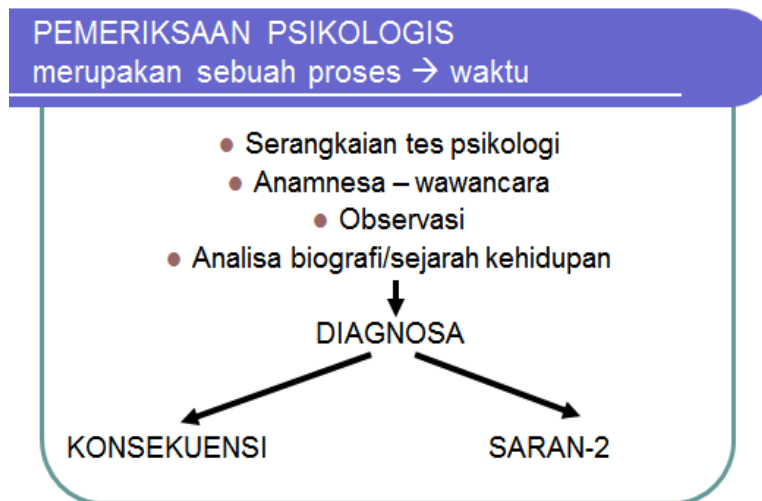 PEMERIKSAAN PSIKOLOGIS
merupakan sebuah proses → waktu
● Serangkaian tes psikologi
● Anamnesa – wawancara
● Observasi
● Analisa biografi/sejarah kehidupan
DIAGNOSA
KONSEKUENSI SARAN-2